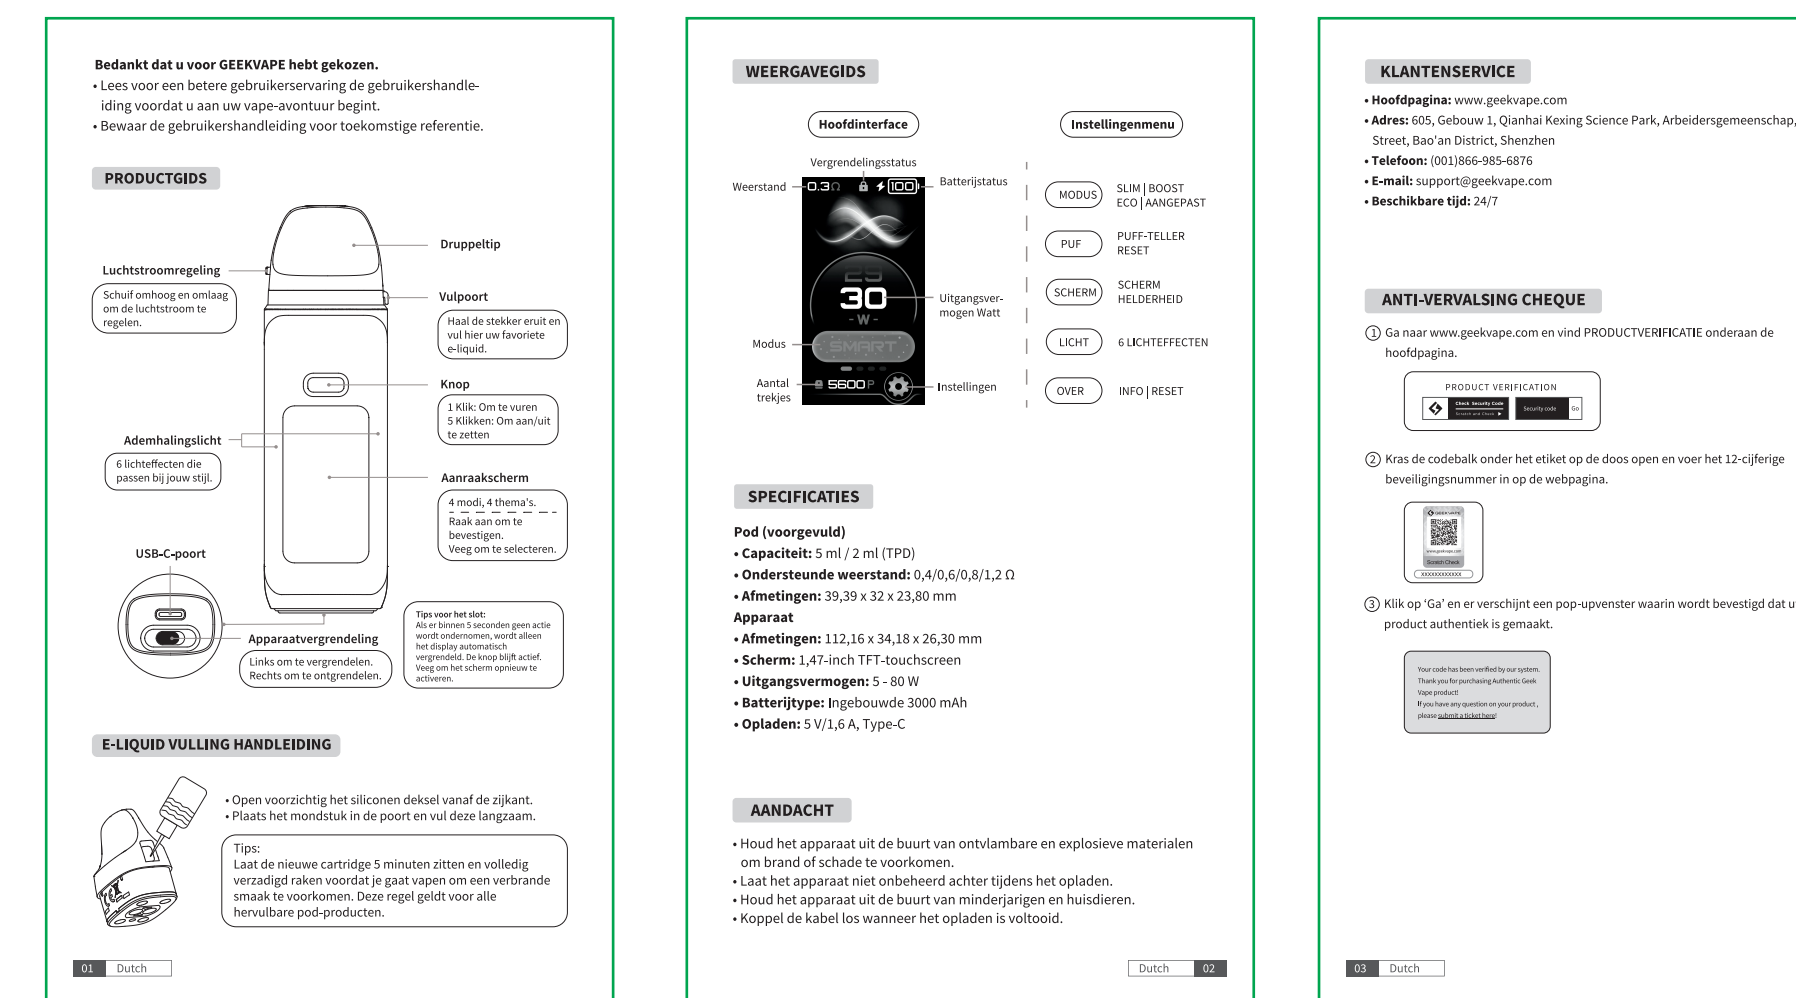 Bedankt dat u voor GEEKVAPE hebt gekozen.
• Lees voor een betere gebruikerservaring de gebruikershandle-
iding voordat u aan uw vape-avontuur begint.
• Bewaar de gebruikershandleiding voor toekomstige referentie.
PRODUCTGIDS
Druppeltip
Luchtstroomregeling
Schuif omhoog en omlaag
om de luchtstroom te
regelen.
Vulpoort
Haal de stekker eruit en
vul hier uw favoriete
e-liquid.
Knop
1 Klik: Om te vuren
5 Klikken: Om aan/uit
te zetten
Ademhalingslicht
6 lichteffecten die
passen bij jouw stijl.
Aanraakscherm
4 modi, 4 thema's.
Raak aan om te
bevestigen.
Veeg om te selecteren.
USB-C-poort
Apparaatvergrendeling
Links om te vergrendelen.
Rechts om te ontgrendelen.
Tips voor het slot:
Als er binnen 5 seconden geen actie
wordt ondernomen, wordt alleen
het display automatisch
vergrendeld. De knop blijft actief.
Veeg om het scherm opnieuw te
activeren.
E-LIQUID VULLING HANDLEIDING
• Open voorzichtig het siliconen deksel vanaf de zijkant.
• Plaats het mondstuk in de poort en vul deze langzaam.
Tips:
Laat de nieuwe cartridge 5 minuten zitten en volledig
verzadigd raken voordat je gaat vapen om een verbrande
smaak te voorkomen. Deze regel geldt voor alle
hervulbare pod-producten.
01 Dutch
WEERGAVEGIDS
Hoofdinterface
Vergrendelingsstatus
Weerstand
0.3Ω
100
Batterijstatus
29
30
- W -
Uitgangsver-
mogen Watt
Modus
SMART
Aantal
trekjes
5600 P
Instellingen
Instellingenmenu
MODUS
SLIM | BOOST
ECO | AANGEPAST
PUF
PUFF-TELLER
RESET
SCHERM
SCHERM
HELDERHEID
LICHT
6 LICHTEFFECTEN
OVER
INFO | RESET
SPECIFICATIES
Pod (voorgevuld)
• Capaciteit: 5 ml / 2 ml (TPD)
• Ondersteunde weerstand: 0,4/0,6/0,8/1,2 Ω
• Afmetingen: 39,39 x 32 x 23,80 mm
Apparaat
• Afmetingen: 112,16 x 34,18 x 26,30 mm
• Scherm: 1,47-inch TFT-touchscreen
• Uitgangsvermogen: 5 - 80 W
• Batterijtype: Ingebouwde 3000 mAh
• Opladen: 5 V/1,6 A, Type-C
AANDACHT
• Houd het apparaat uit de buurt van ontvlambare en explosieve materialen
om brand of schade te voorkomen.
• Laat het apparaat niet onbeheerd achter tijdens het opladen.
• Houd het apparaat uit de buurt van minderjarigen en huisdieren.
• Koppel de kabel los wanneer het opladen is voltooid.
Dutch 02
KLANTENSERVICE
• Hoofdpagina: www.geekvape.com
• Adres: 605, Gebouw 1, Qianhai Kexing Science Park, Arbeidersgemeenschap,
Street, Bao'an District, Shenzhen
• Telefoon: (001)866-985-6876
• E-mail: support@geekvape.com
• Beschikbare tijd: 24/7
ANTI-VERVALSING CHEQUE
① Ga naar www.geekvape.com en vind PRODUCTVERIFICATIE onderaan de
hoofdpagina.
PRODUCT VERIFICATION
Check Security Code
Scratch and Check ▶
Security code
Go
② Kras de codebalk onder het etiket op de doos open en voer het 12-cijferige
beveiligingsnummer in op de webpagina.
GEEK VAPE
www.geekvape.com
Scratch Check
XXXXXXXXXXXX
③ Klik op ‘Ga’ en er verschijnt een pop-upvenster waarin wordt bevestigd dat
product authentiek is gemaakt.
Your code has been verified by our system.
Thank you for purchasing Authentic Geek
Vape product!
If you have any question on your product ,
please submit a ticket here!
03 Dutch